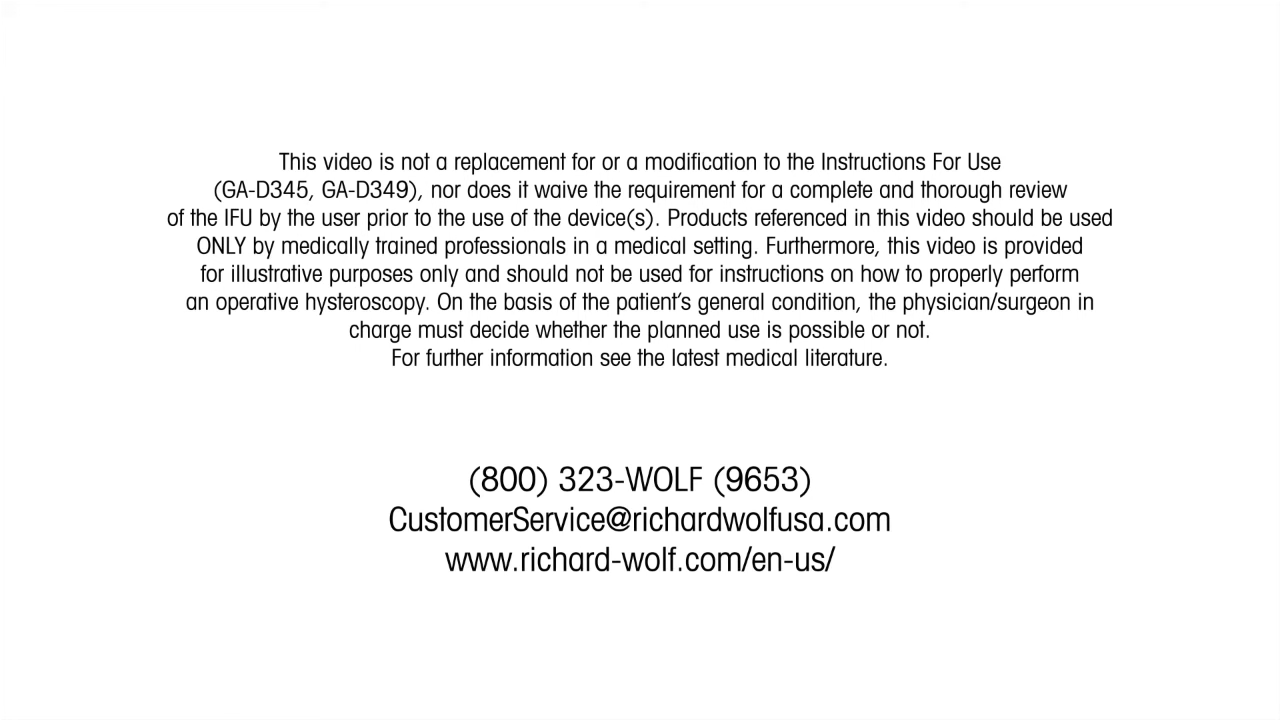 This video is not a replacement for or a modification to the Instructions For Use
(GA-D345, GA-D349), nor does it waive the requirement for a complete and thorough review
of the IFU by the user prior to the use of the device(s). Products referenced in this video should be used
ONLY by medically trained professionals in a medical setting. Furthermore, this video is provided
for illustrative purposes only and should not be used for instructions on how to properly perform
an operative hysteroscopy. On the basis of the patient's general condition, the physician/surgeon in
charge must decide whether the planned use is possible or not.
For further information see the latest medical literature.
(800) 323-WOLF (9653)
CustomerService@richardwolfusa.com
www.richard-wolf.com/en-us/